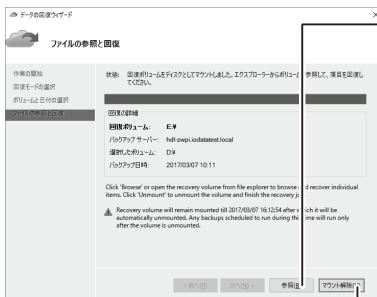 データの回復ウィザード
ファイルの参照と回復
作業の開始
回復モードの選択
ボリュームと日付の選択
ファイルの参照と回復
状態: 回復ボリュームをディスクとしてマウントしました。エクスプローラーからボリューム 参照して、項目を回復し
回復の詳細
回復ボリューム: E:¥
バックアップ サーバー: hdl-zwpi.iodatatest.local
選択したボリューム: D:¥
バックアップ日時: 2017/03/07 10:11
Click 'Browse' or open the recovery volume from file explorer to browse and recover individual
items. Click 'Unmount' to unmount the volume and finish the recovery
Recovery volume will remain mounted till 2017/03/07 16:12:54 after which it will be
automatically unmounted. Any backups scheduled to run during this time will run only
after the volume is unmounted.
< 前へ(P)
次へ(N) >
参照(B)
マウント解除